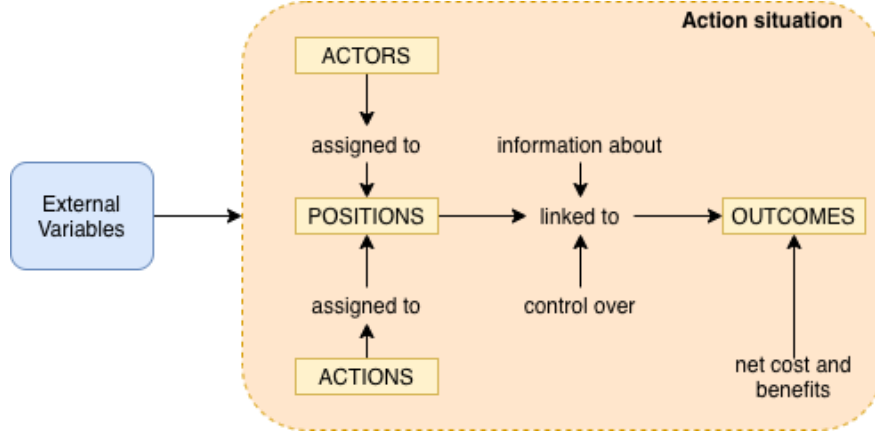 Action situation
ACTORS
assigned to
information about
External
Variables
POSITIONS
linked to
OUTCOMES
assigned to
control over
net cost and
benefits
ACTIONS